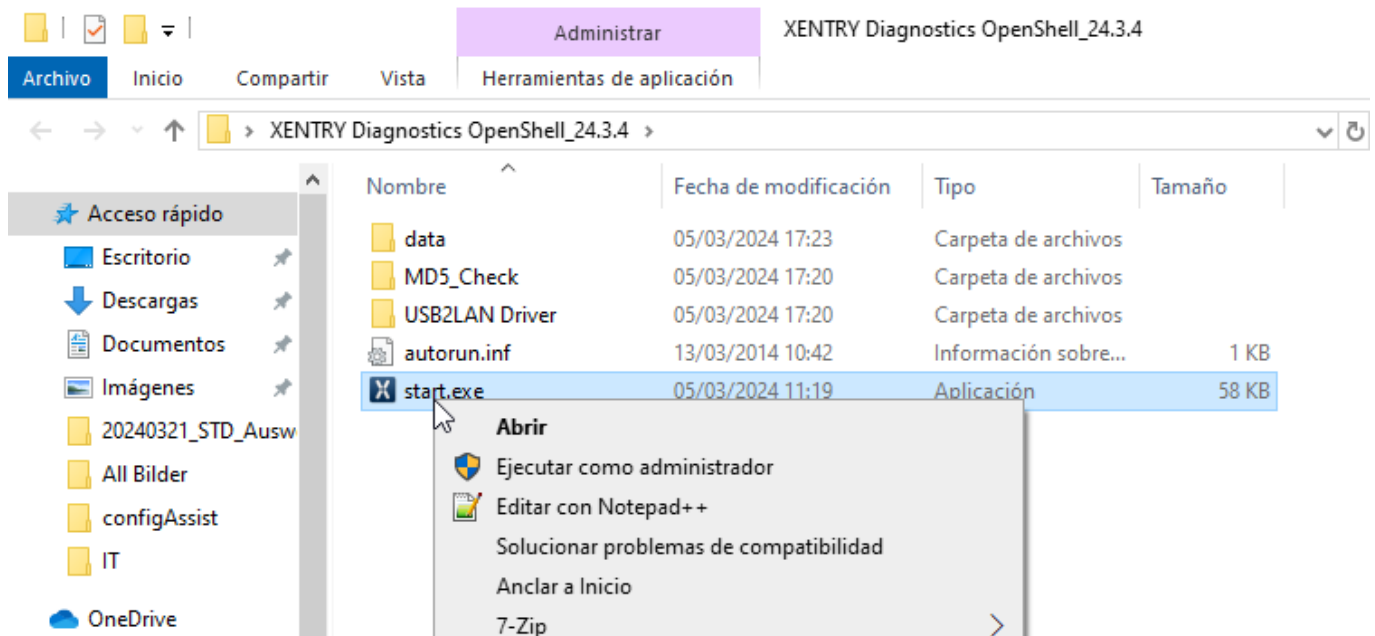 Administrar
XENTRY Diagnostics OpenShell_24.3.4
Archivo Inicio Compartir Vista Herramientas de aplicación
XENTRY Diagnostics OpenShell_24.3.4
Nombre Fecha de modificación Tipo Tamaño
Acceso rápido
Escritorio
Descargas
Documentos
Imágenes
20240321_STD_Ausw
All Bilder
configAssist
IT
OneDrive
data 05/03/2024 17:23 Carpeta de archivos
MD5_Check 05/03/2024 17:20 Carpeta de archivos
USB2LAN Driver 05/03/2024 17:20 Carpeta de archivos
autorun.inf 13/03/2014 10:42 Información sobre... 1 KB
start.exe 05/03/2024 11:19 Aplicación 58 KB
Abrir
Ejecutar como administrador
Editar con Notepad++
Solucionar problemas de compatibilidad
Anclar a Inicio
7-Zip